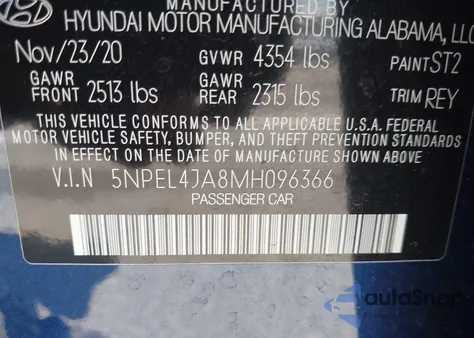 MANUFACTURED BY
HYUNDAI MOTOR MANUFACTURING ALABAMA, LLC
Nov/23/20 GVWR 4354 lbs PAINT ST2
GAWR FRONT 2513 lbs GAWR REAR 2315 lbs TRIM REY
THIS VEHICLE CONFORMS TO ALL APPLICABLE U.S.A. FEDERAL
MOTOR VEHICLE SAFETY, BUMPER, AND THEFT PREVENTION
STANDARDS IN EFFECT ON THE DATE OF MANUFACTURE SHOWN ABOVE
V.I.N 5NPEL4JA8MH096366
PASSENGER CAR
autoSnap